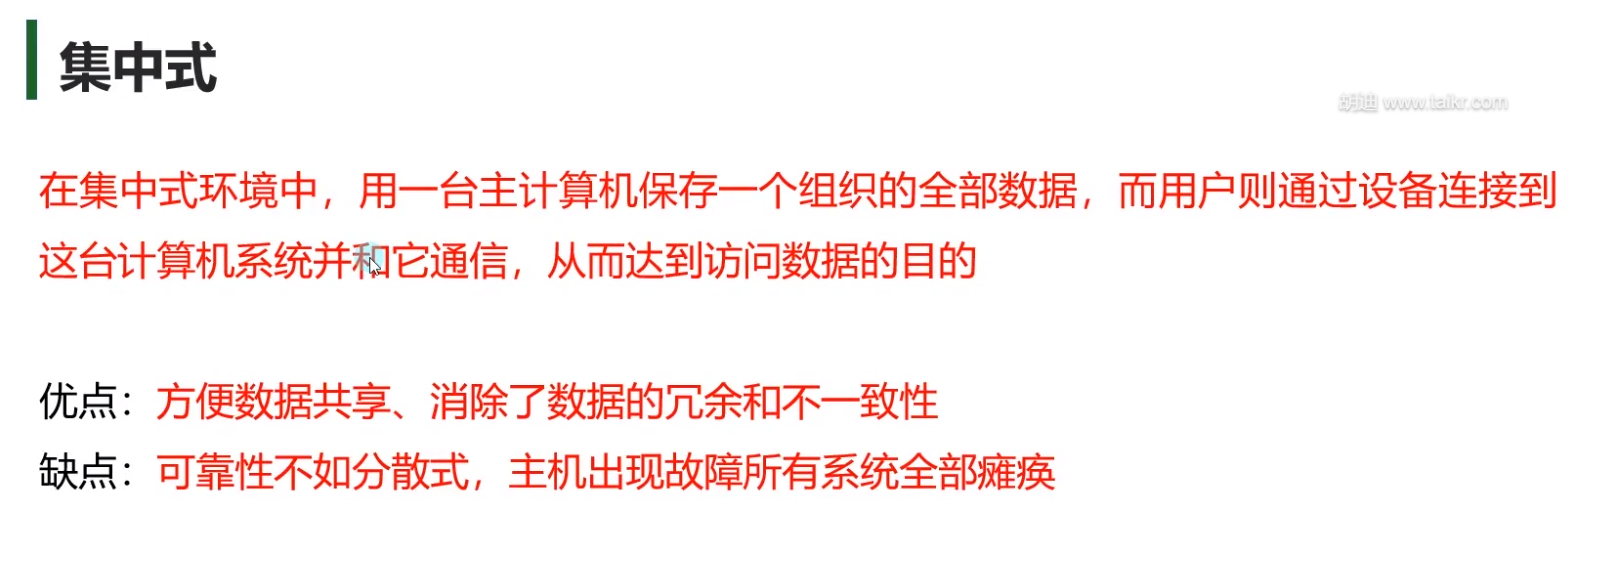 集中式
胡迪 www.taikr.com
在集中式环境中，用一台主计算机保存一个组织的全部数据，而用户则通过设备连接到
这台计算机系统并和它通信，从而达到访问数据的目的
优点：方便数据共享、消除了数据的冗余和不一致性
缺点：可靠性不如分散式，主机出现故障所有系统全部瘫痪